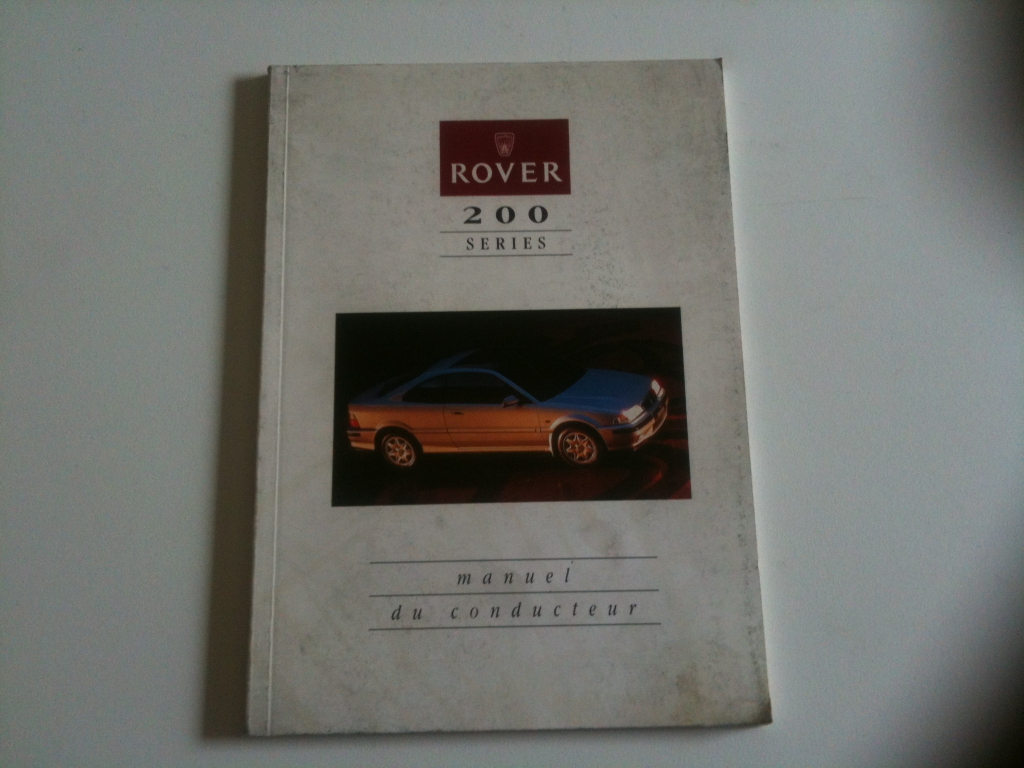 ROVER
200
SERIES
manuel
du conducteur